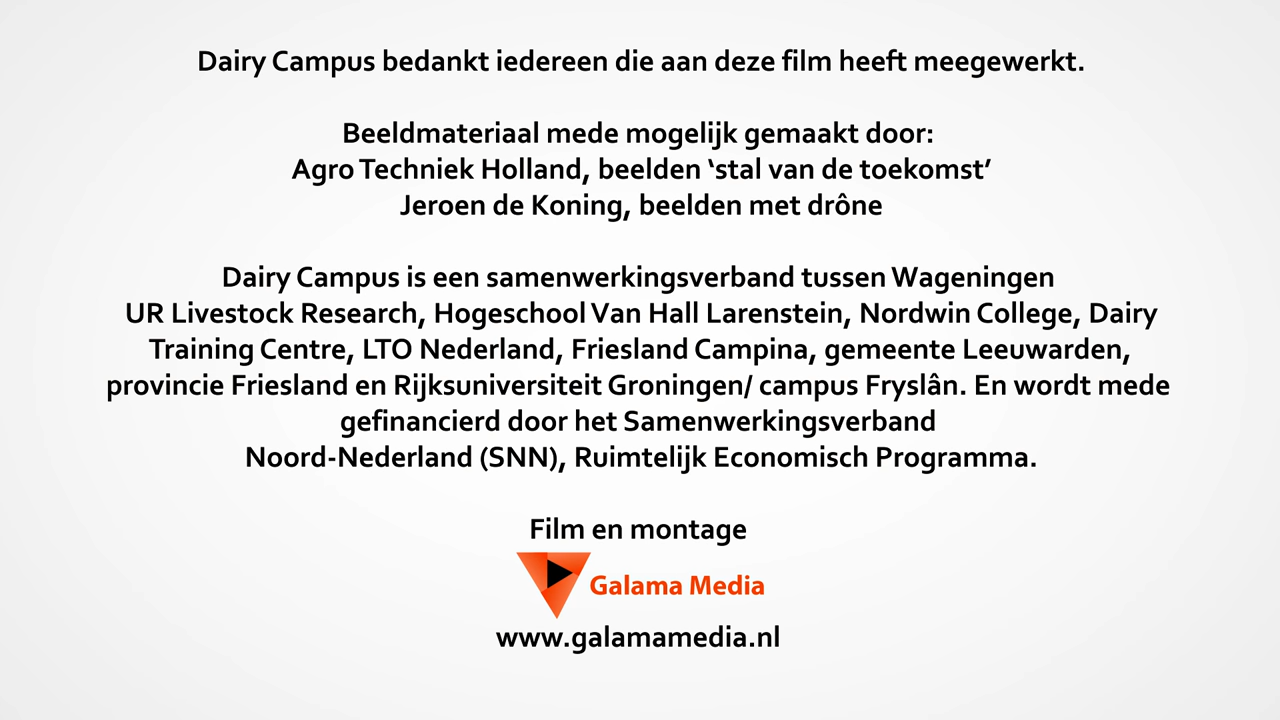 Dairy Campus bedankt iedereen die aan deze film heeft meegewerkt.
Beeldmateriaal mede mogelijk gemaakt door:
Agro Techniek Holland, beelden ‘stal van de toekomst’
Jeroen de Koning, beelden met drône
Dairy Campus is een samenwerkingsverband tussen Wageningen
UR Livestock Research, Hogeschool Van Hall Larenstein, Nordwin College, Dairy
Training Centre, LTO Nederland, Friesland Campina, gemeente Leeuwarden,
provincie Friesland en Rijksuniversiteit Groningen/ campus Fryslân. En wordt mede
gefinancierd door het Samenwerkingsverband
Noord-Nederland (SNN), Ruimtelijk Economisch Programma.
Film en montage
Galama Media
www.galamamedia.nl